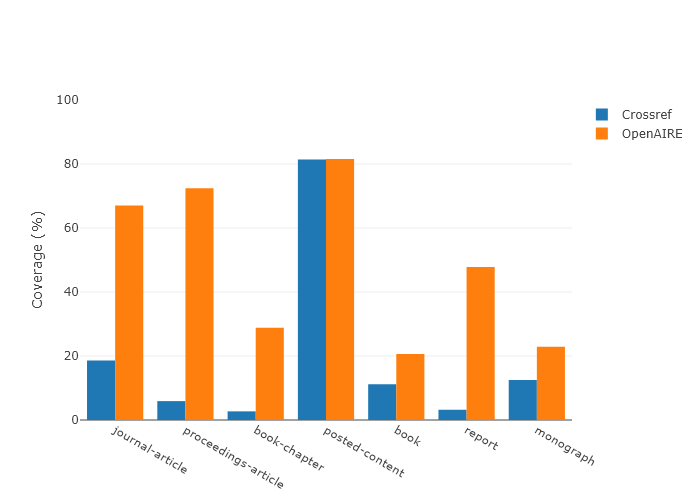 100
80
60
40
20
0
Coverage (%)
journal-article
proceedings-article
book-chapter
posted-content
book
report
monograph
Crossref
OpenAIRE